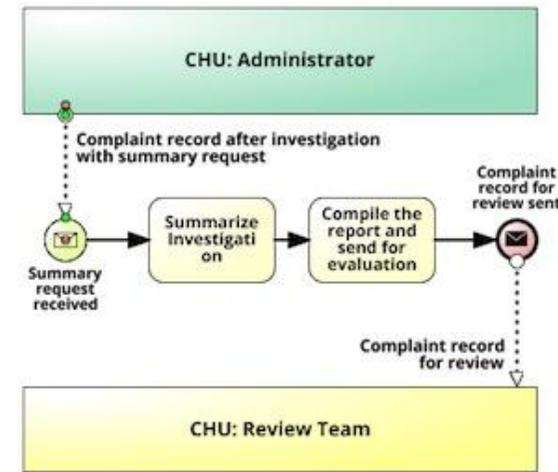 CHU: Administrator
Complaint record after investigation
with summary request
Complaint
record for
review sent
Summarize
Investigati
on
Compile the
report and
send for
evaluation
Summary
request
received
Complaint record
for review
CHU: Review Team